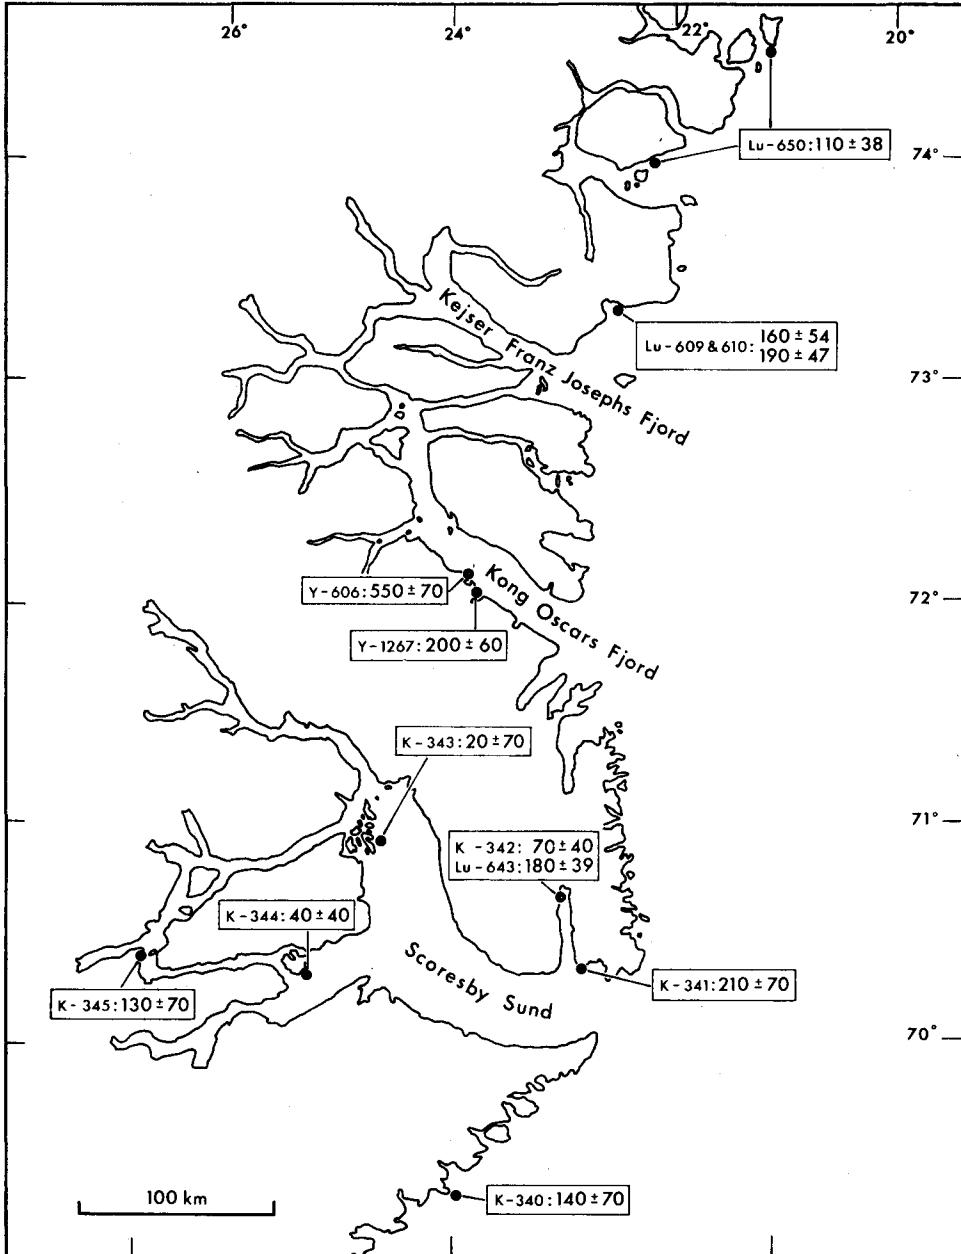 26°
24°
22°
20°
Lu-650:110 ± 38
74°
Kejser Franz Josephs Fjord
Lu-609 & 610: 160 ± 54
190 ± 47
73°
Y-606: 550 ± 70
Kong Oscars Fjord
72°
Y-1267: 200 ± 60
K-343: 20 ± 70
71°
K-342: 70 ± 40
Lu-643: 180 ± 39
K-344: 40 ± 40
Scoresby Sund
K-345: 130 ± 70
K-341: 210 ± 70
70°
100 km
K-340: 140 ± 70